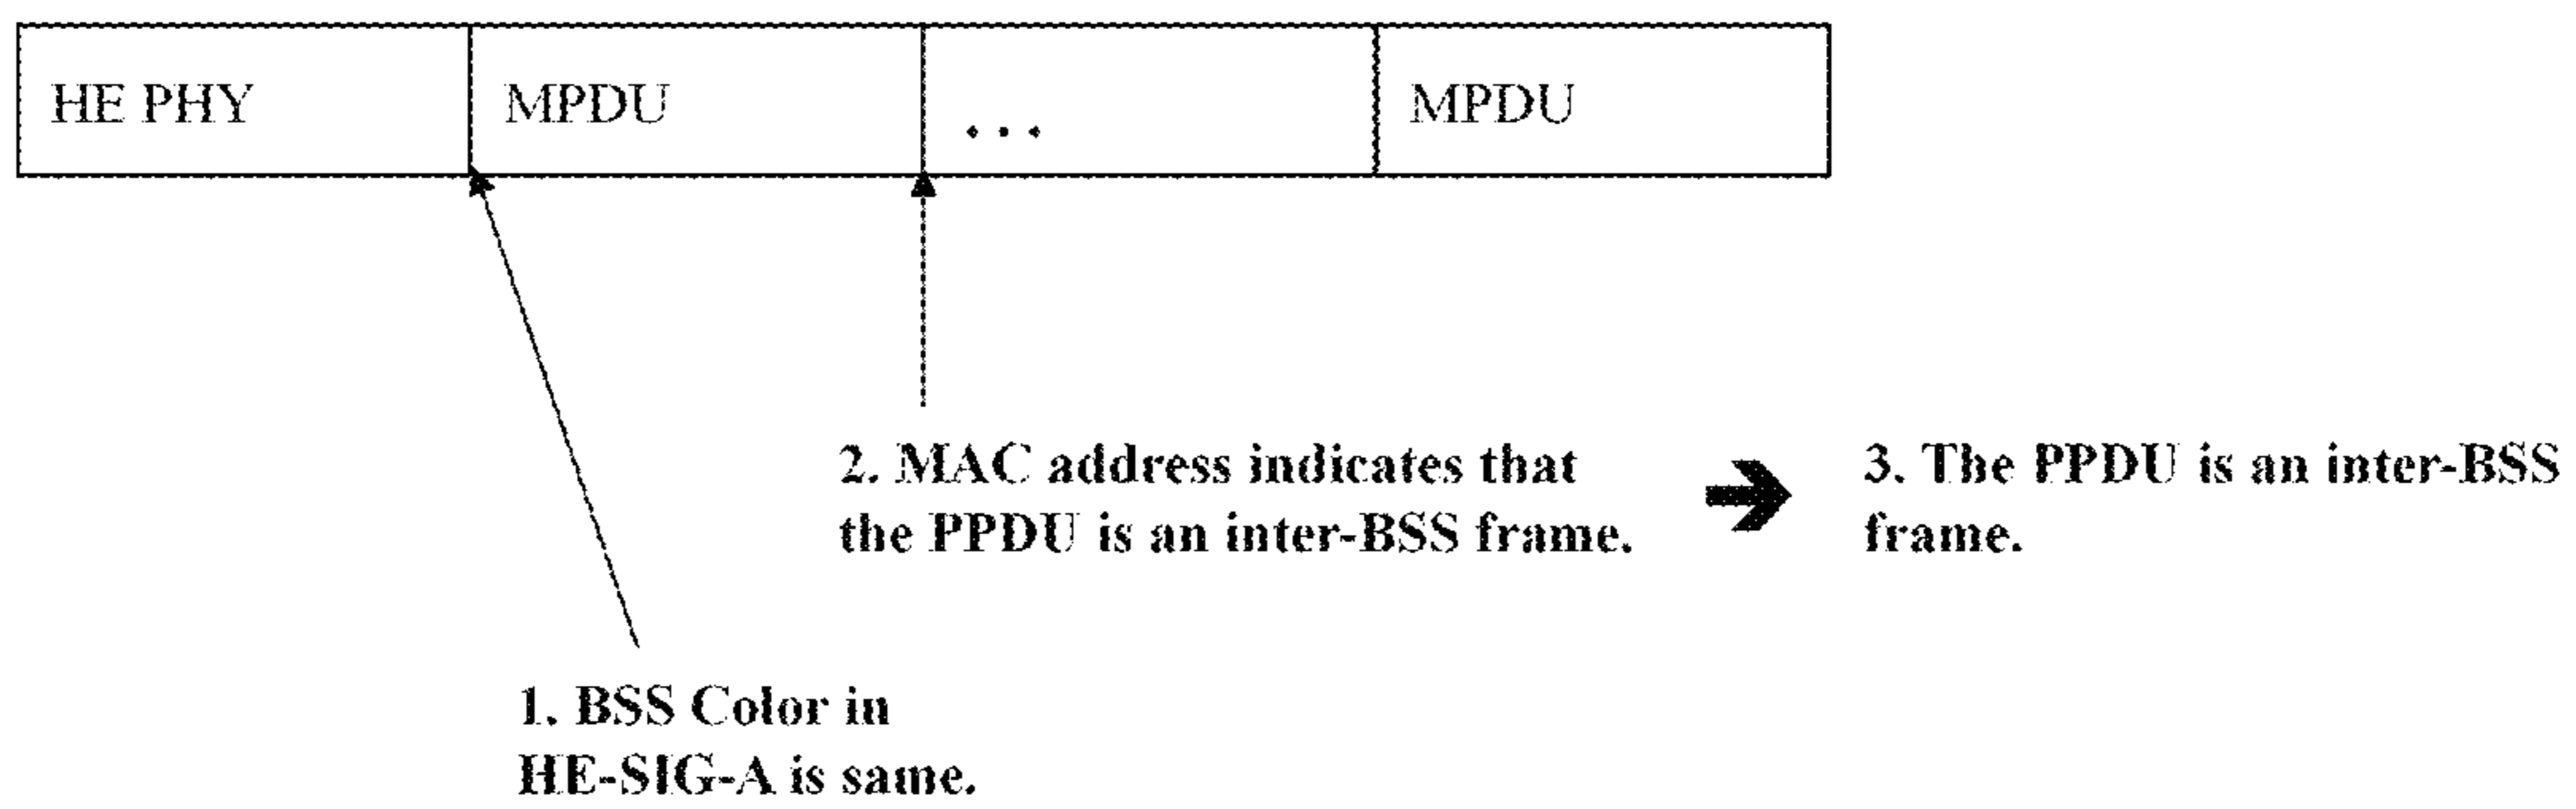 HE PHY
MPDU
...
MPDU
2. MAC address indicates that
the PPDU is an inter-BSS frame.
3. The PPDU is an inter-BSS
frame.
1. BSS Color in
HE-SIG-A is same.